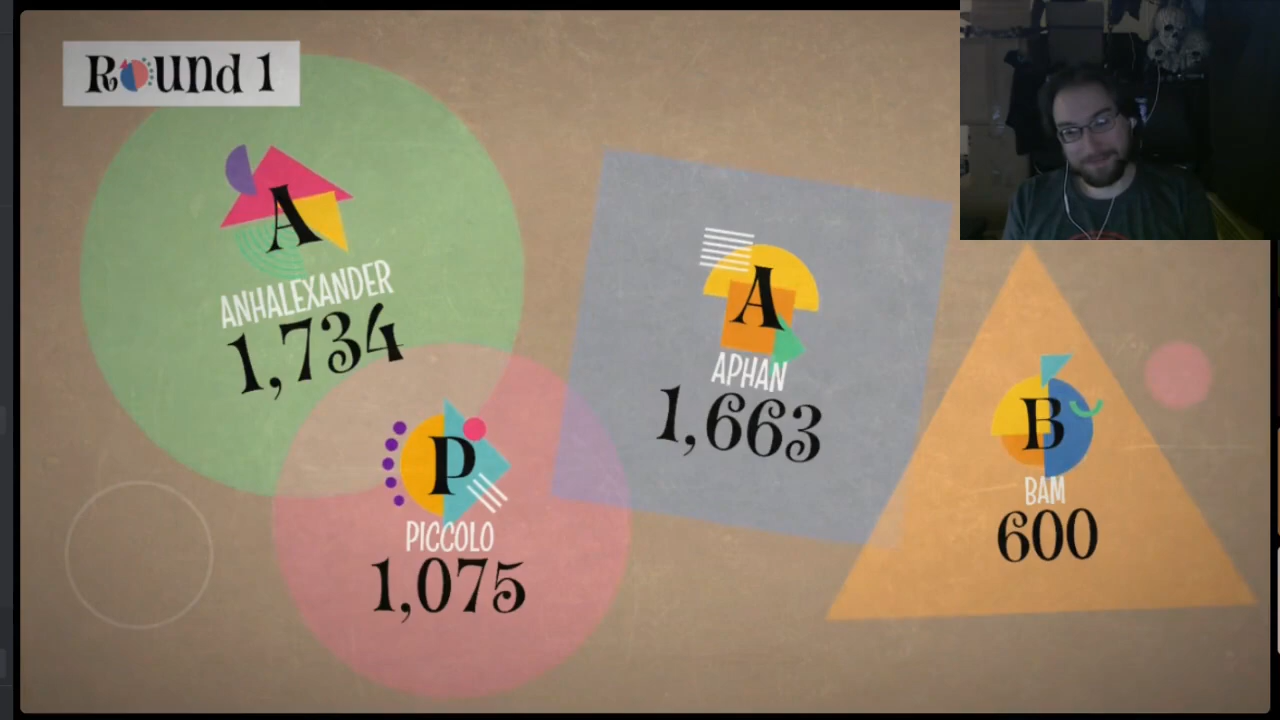 Round 1
A
ANHALEXANDER
1,734
A
APHAN
1,663
P
PICCOLO
1,075
B
BAM
600